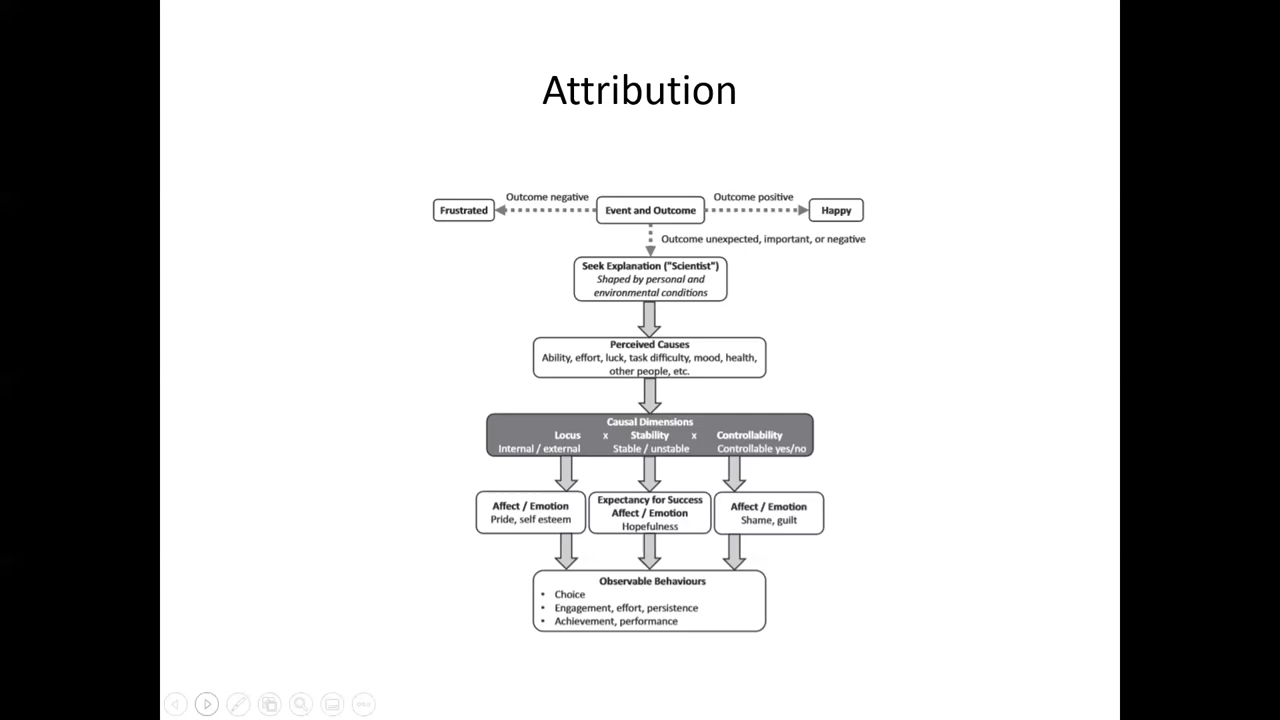 Attribution
Outcome negative
Outcome positive
Frustrated
Event and Outcome
Happy
Outcome unexpected, important, or negative
Seek Explanation ("Scientist")
Shaped by personal and
environmental conditions
Perceived Causes
Ability, effort, luck, task difficulty, mood, health,
other people, etc.
Causal Dimensions
Locus x Stability x Controllability
Internal / external Stable / unstable Controllable yes/no
Affect / Emotion
Pride, self esteem
Expectancy for Success
Affect / Emotion
Hopefulness
Affect / Emotion
Shame, guilt
Observable Behaviours
• Choice
• Engagement, effort, persistence
• Achievement, performance